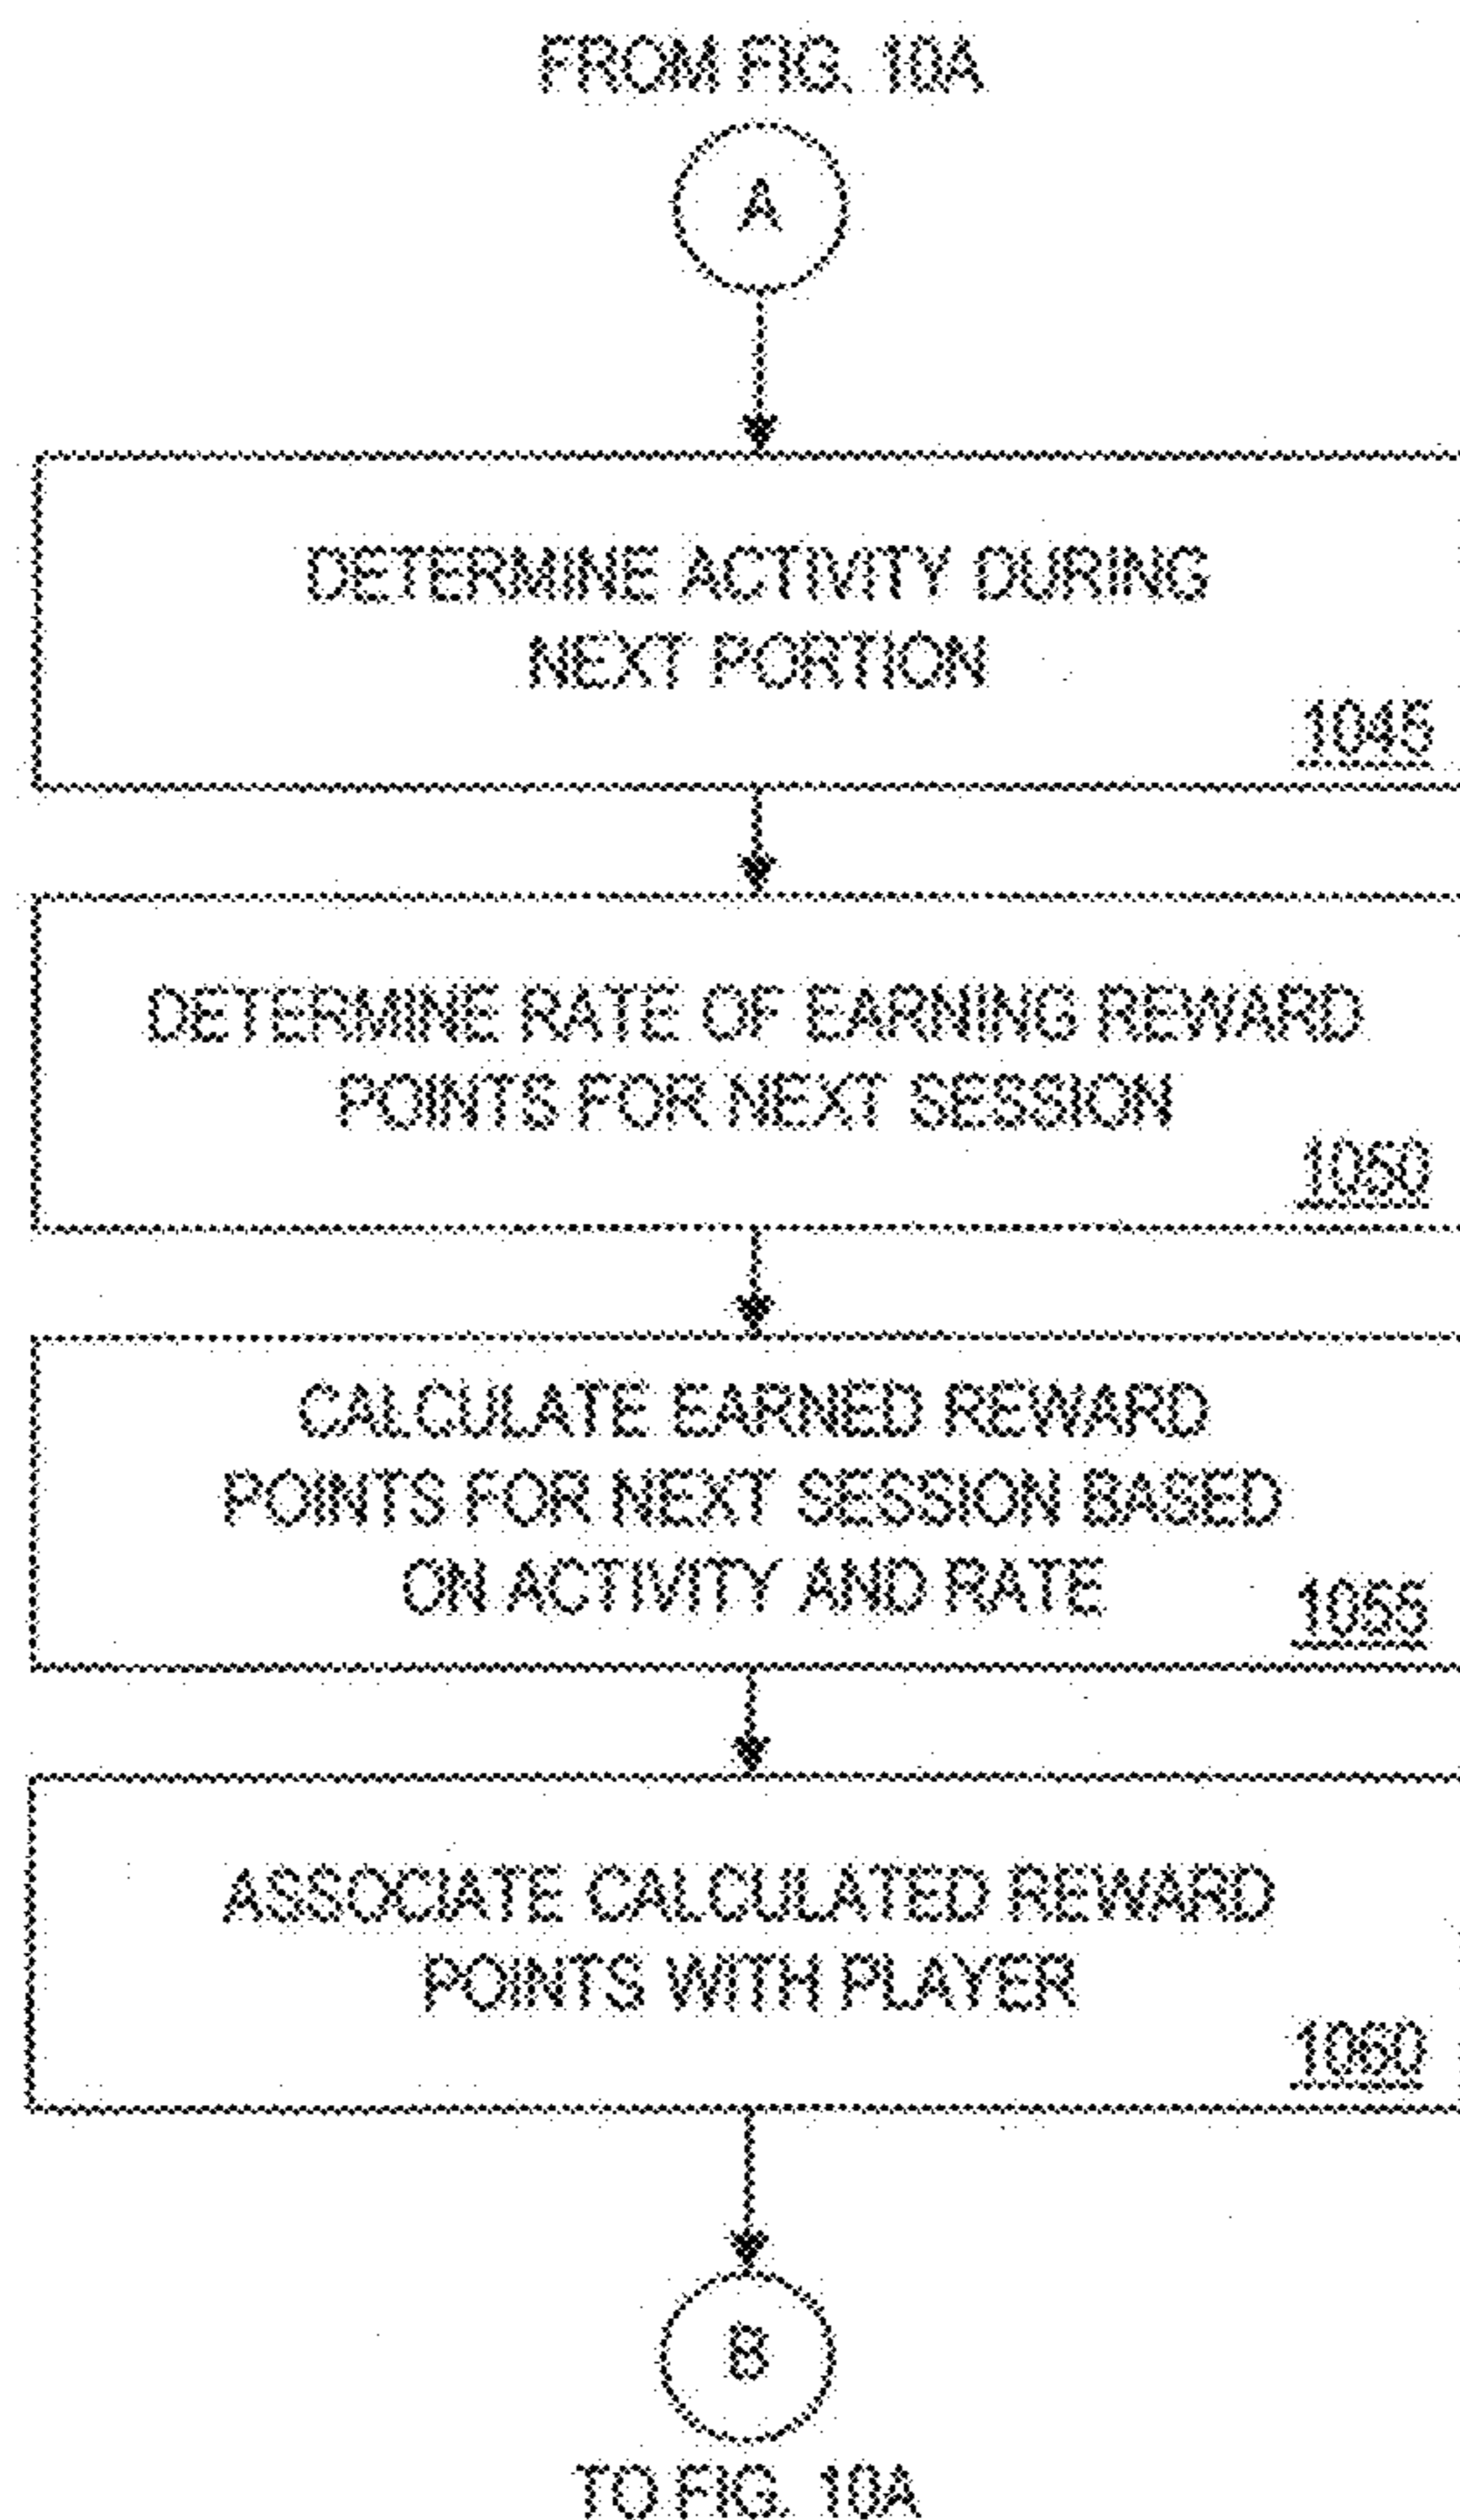 FROM FIG. 10A
A
DETERMINE ACTIVITY DURING
NEXT PORTION
1045
DETERMINE RATE OF EARNING REWARD
POINTS FOR NEXT SESSION
1050
CALCULATE EARNED REWARD
POINTS FOR NEXT SESSION BASED
ON ACTIVITY AND RATE
1055
ASSOCIATE CALCULATED REWARD
POINTS WITH PLAYER
1060
B
TO FIG. 10A